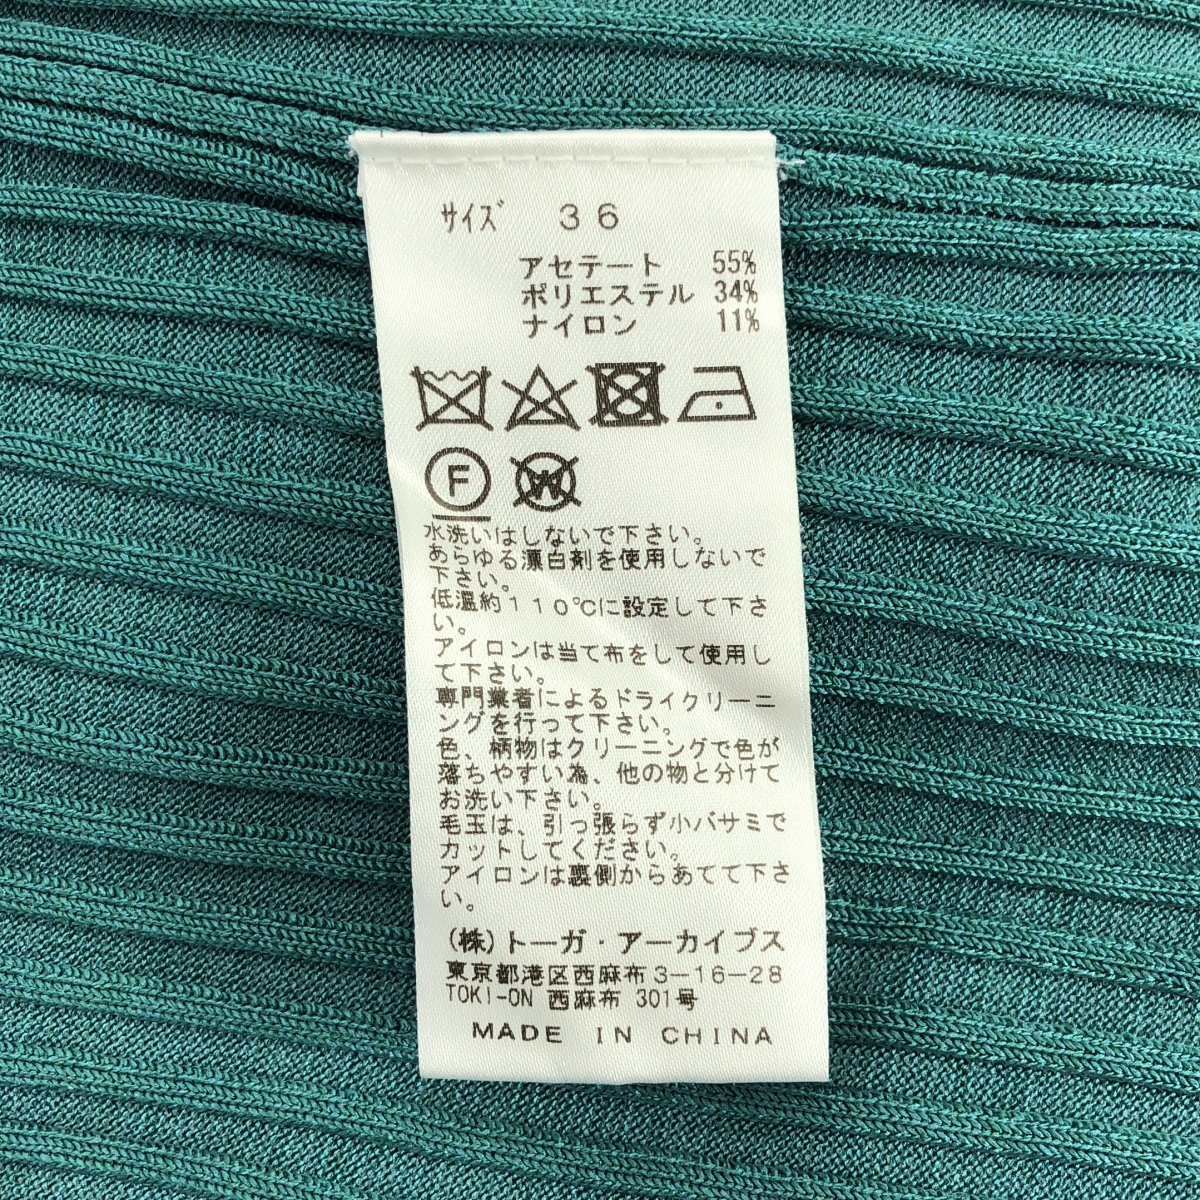 サイズ 36
アセテート 55%
ポリエステル 34%
ナイロン 11%
F W
水洗いはしないで下さい。
あらゆる漂白剤を使用しないで
下さい。
低温約110℃に設定して下さ
い。
アイロンは当て布をして使用し
て下さい。
専門業者によるドライクリーニ
ングを行って下さい。
色、柄物はクリーニングで色が
落ちやすい為、他の物と分けて
お洗い下さい。
毛玉は、引っ張らず小バサミで
カットしてください。
アイロンは裏側からあてて下さ
い。
(株)トーガ・アーカイブス
東京都港区西麻布3-16-28
TOKI-ON 西麻布 301号
MADE IN CHINA